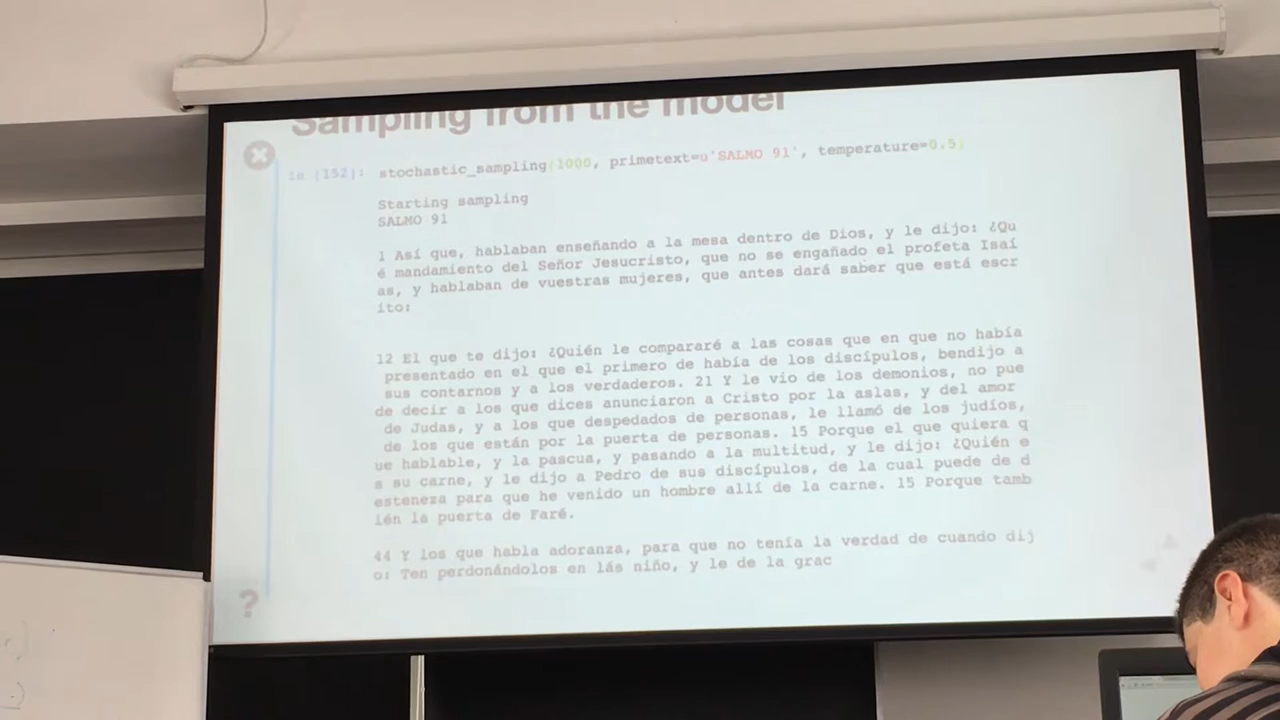 Sampling from the model
In [152]: stochastic_sampling(1000, primetext=u'SALMO 91', temperature=0.5)
Starting sampling
SALMO 91
1 Así que, hablaban enseñando a la mesa dentro de Dios, y le dijo: ¿Qu
é mandamiento del Señor Jesucristo, que no se engañado el profeta Isaí
as, y hablaban de vuestras mujeres, que antes dará saber que está escr
ito:
12 El que te dijo: ¿Quién le compararé a las cosas que en que no había
presentado en el que el primero de había de los discípulos, bendijo a
sus contarnos y a los verdaderos. 21 Y le vio de los demonios, no pue
de decir a los que dices anunciaron a Cristo por la aslas, y del amor
de Judas, y a los que despedados de personas, le llamó de los judíos,
de los que están por la puerta de personas. 15 Porque el que quiera q
ue hablable, y la pascua, y pasando a la multitud, y le dijo: ¿Quién e
s su carne, y le dijo a Pedro de sus discípulos, de la cual puede de d
esteneza para que he venido un hombre allí de la carne. 15 Porque tamb
ién la puerta de Faré.
44 Y los que habla adoranza, para que no tenía la verdad de cuando dij
o: Ten perdonándolos en lás niño, y le de la grac
?